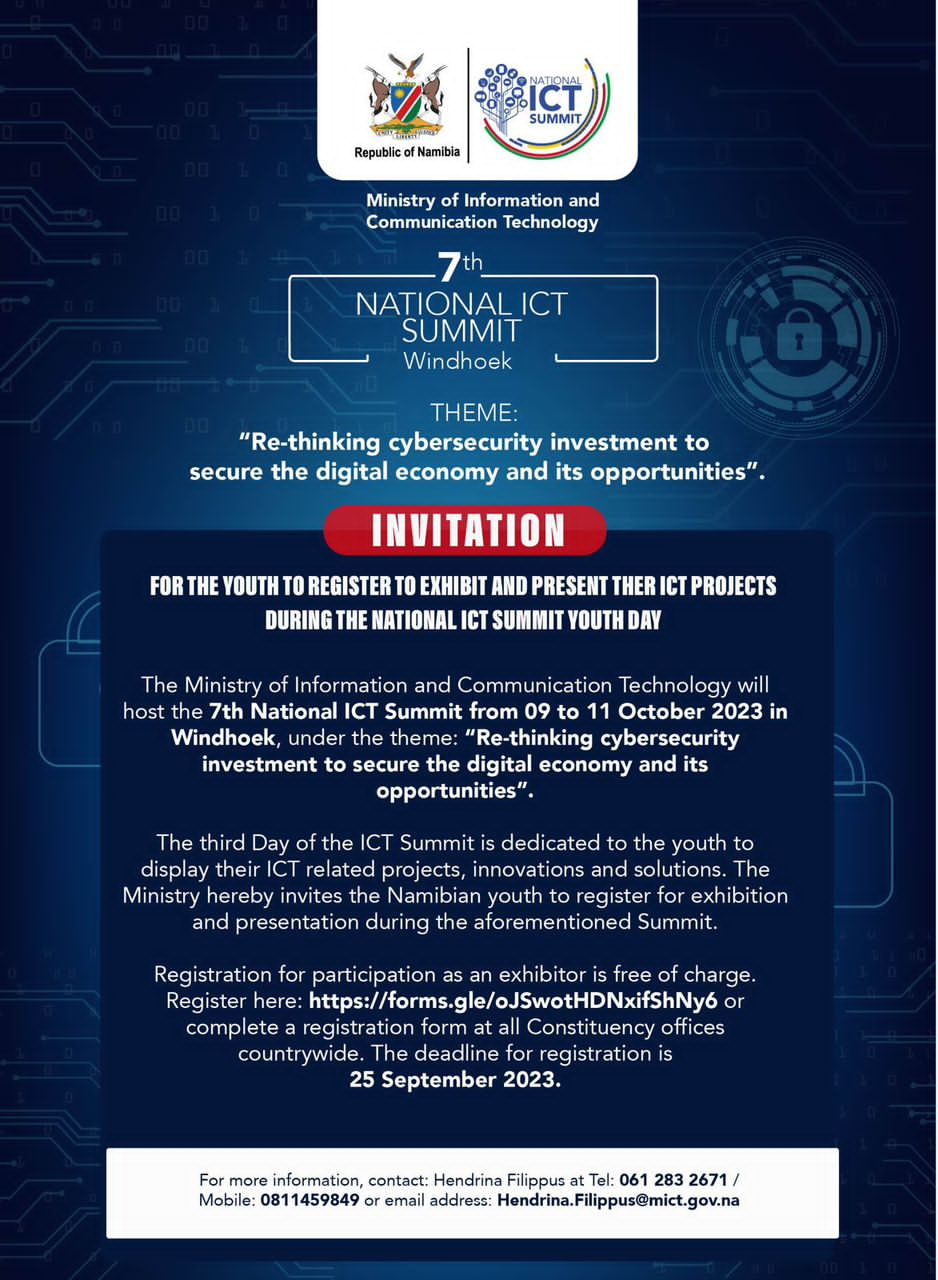 Republic of Namibia
NATIONAL
ICT
SUMMIT
Ministry of Information and
Communication Technology
7th
NATIONAL ICT
SUMMIT
Windhoek
THEME:
“Re-thinking cybersecurity investment to
secure the digital economy and its opportunities”.
INVITATION
FOR THE YOUTH TO REGISTER TO EXHIBIT AND PRESENT THER ICT PROJECTS
DURING THE NATIONAL ICT SUMMIT YOUTH DAY
The Ministry of Information and Communication Technology will
host the 7th National ICT Summit from 09 to 11 October 2023 in
Windhoek, under the theme: “Re-thinking cybersecurity
investment to secure the digital economy and its
opportunities”.
The third Day of the ICT Summit is dedicated to the youth to
display their ICT related projects, innovations and solutions. The
Ministry hereby invites the Namibian youth to register for exhibition
and presentation during the aforementioned Summit.
Registration for participation as an exhibitor is free of charge.
Register here: https://forms.gle/oJSwotHDNxifShNy6 or
complete a registration form at all Constituency offices
countrywide. The deadline for registration is
25 September 2023.
For more information, contact: Hendrina Filippus at Tel: 061 283 2671 /
Mobile: 0811459849 or email address: Hendrina.Filippus@mict.gov.na